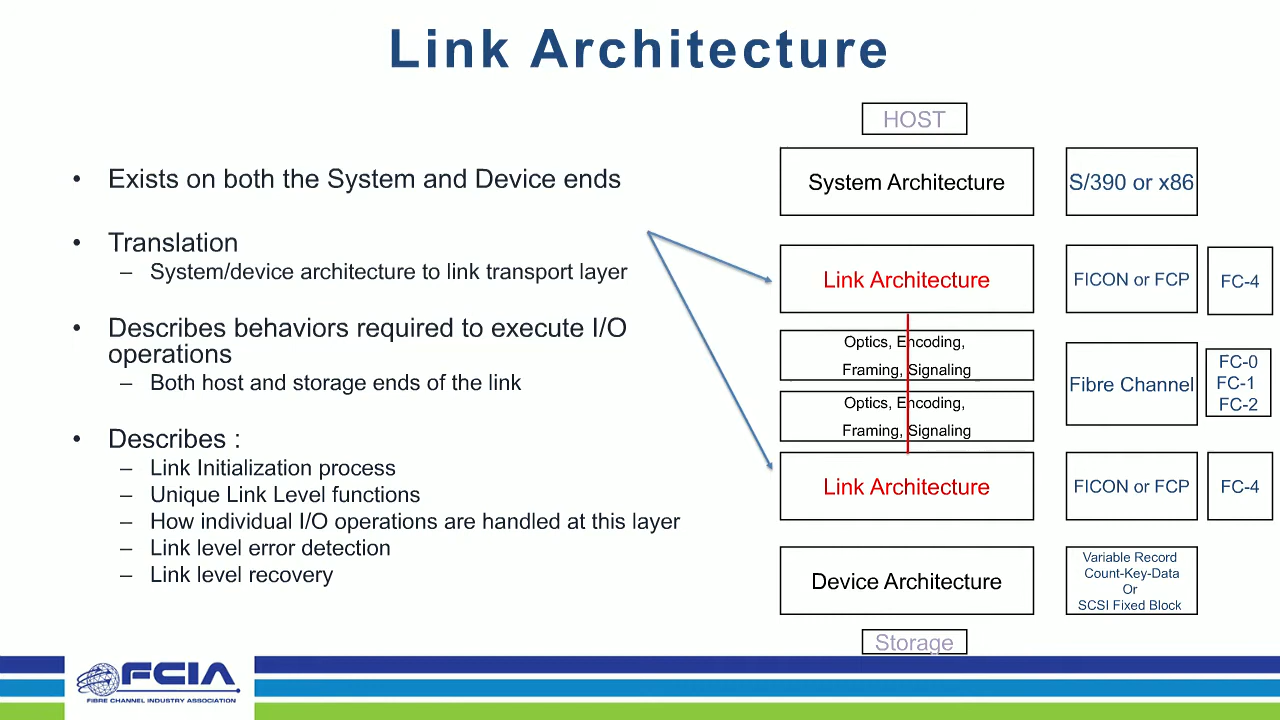 Link Architecture
• Exists on both the System and Device ends
• Translation
– System/device architecture to link transport layer
• Describes behaviors required to execute I/O
operations
– Both host and storage ends of the link
• Describes :
– Link Initialization process
– Unique Link Level functions
– How individual I/O operations are handled at this layer
– Link level error detection
– Link level recovery
HOST
System Architecture
S/390 or x86
Link Architecture
FICON or FCP
FC-4
Optics, Encoding,
Framing, Signaling
Optics, Encoding,
Framing, Signaling
Fibre Channel
FC-0
FC-1
FC-2
Link Architecture
FICON or FCP
FC-4
Device Architecture
Variable Record
Count-Key-Data
Or
SCSI Fixed Block
Storage
FCIA
FIBRE CHANNEL INDUSTRY ASSOCIATION